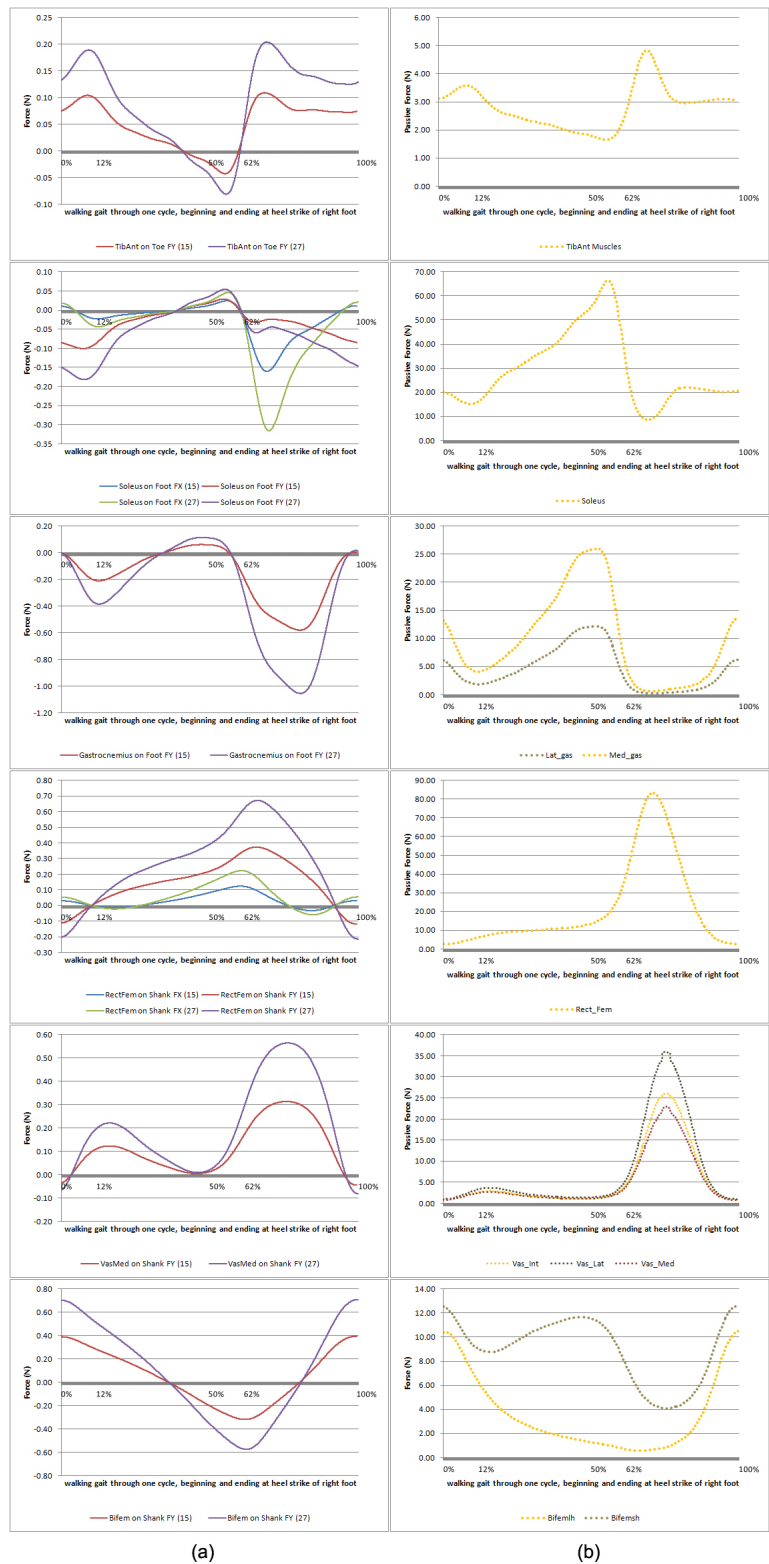 0.25
0.20
0.15
0.10
0.05
0.00
-0.05
-0.10
Force (N)
0% 12% 50% 62% 100%
walking gait through one cycle, beginning and ending at heel strike of right foot
TibAnt on Toe FY (15) TibAnt on Toe FY (27)
6.00
5.00
4.00
3.00
2.00
1.00
0.00
Passive Force (N)
0% 12% 50% 62% 100%
walking gait through one cycle, beginning and ending at heel strike of right foot
TibAnt Muscles
0.10
0.05
0.00
-0.05
-0.10
-0.15
-0.20
-0.25
-0.30
-0.35
Force (N)
0% 12% 50% 62% 100%
walking gait through one cycle, beginning and ending at heel strike of right foot
Soleus on Foot FX (15) Soleus on Foot FY (15)
Soleus on Foot FX (27) Soleus on Foot FY (27)
70.00
60.00
50.00
40.00
30.00
20.00
10.00
0.00
Passive Force (N)
0% 12% 50% 62% 100%
walking gait through one cycle, beginning and ending at heel strike of right foot
Soleus
0.20
0.00
-0.20
-0.40
-0.60
-0.80
-1.00
-1.20
Force (N)
0% 12% 50% 62% 100%
walking gait through one cycle, beginning and ending at heel strike of right foot
Gastrocnemius on Foot FY (15) Gastrocnemius on Foot FY (27)
30.00
25.00
20.00
15.00
10.00
5.00
0.00
Passive Force (N)
0% 12% 50% 62% 100%
walking gait through one cycle, beginning and ending at heel strike of right foot
Lat_gas Med_gas
0.80
0.70
0.60
0.50
0.40
0.30
0.20
0.10
0.00
-0.10
-0.20
-0.30
Force (N)
0% 12% 50% 62% 100%
walking gait through one cycle, beginning and ending at heel strike of right foot
RectFem on Shank FX (15) RectFem on Shank FY (15)
RectFem on Shank FX (27) RectFem on Shank FY (27)
90.00
80.00
70.00
60.00
50.00
40.00
30.00
20.00
10.00
0.00
Passive Force (N)
0% 12% 50% 62% 100%
walking gait through one cycle, beginning and ending at heel strike of right foot
Rect_Fem
0.60
0.50
0.40
0.30
0.20
0.10
0.00
-0.10
-0.20
Force (N)
0% 12% 50% 62% 100%
walking gait through one cycle, beginning and ending at heel strike of right foot
VasMed on Shank FY (15) VasMed on Shank FY (27)
40.00
35.00
30.00
25.00
20.00
15.00
10.00
5.00
0.00
Passive Force (N)
0% 12% 50% 62% 100%
walking gait through one cycle, beginning and ending at heel strike of right foot
Vas_Int Vas_Lat Vas_Med
0.80
0.60
0.40
0.20
0.00
-0.20
-0.40
-0.60
-0.80
Force (N)
0% 12% 50% 62% 100%
walking gait through one cycle, beginning and ending at heel strike of right foot
Bifem on Shank FY (15) Bifem on Shank FY (27)
14.00
12.00
10.00
8.00
6.00
4.00
2.00
0.00
Force (N)
0% 12% 50% 62% 100%
walking gait through one cycle, beginning and ending at heel strike of right foot
Bifemlh Bifemsh
(a) (b)